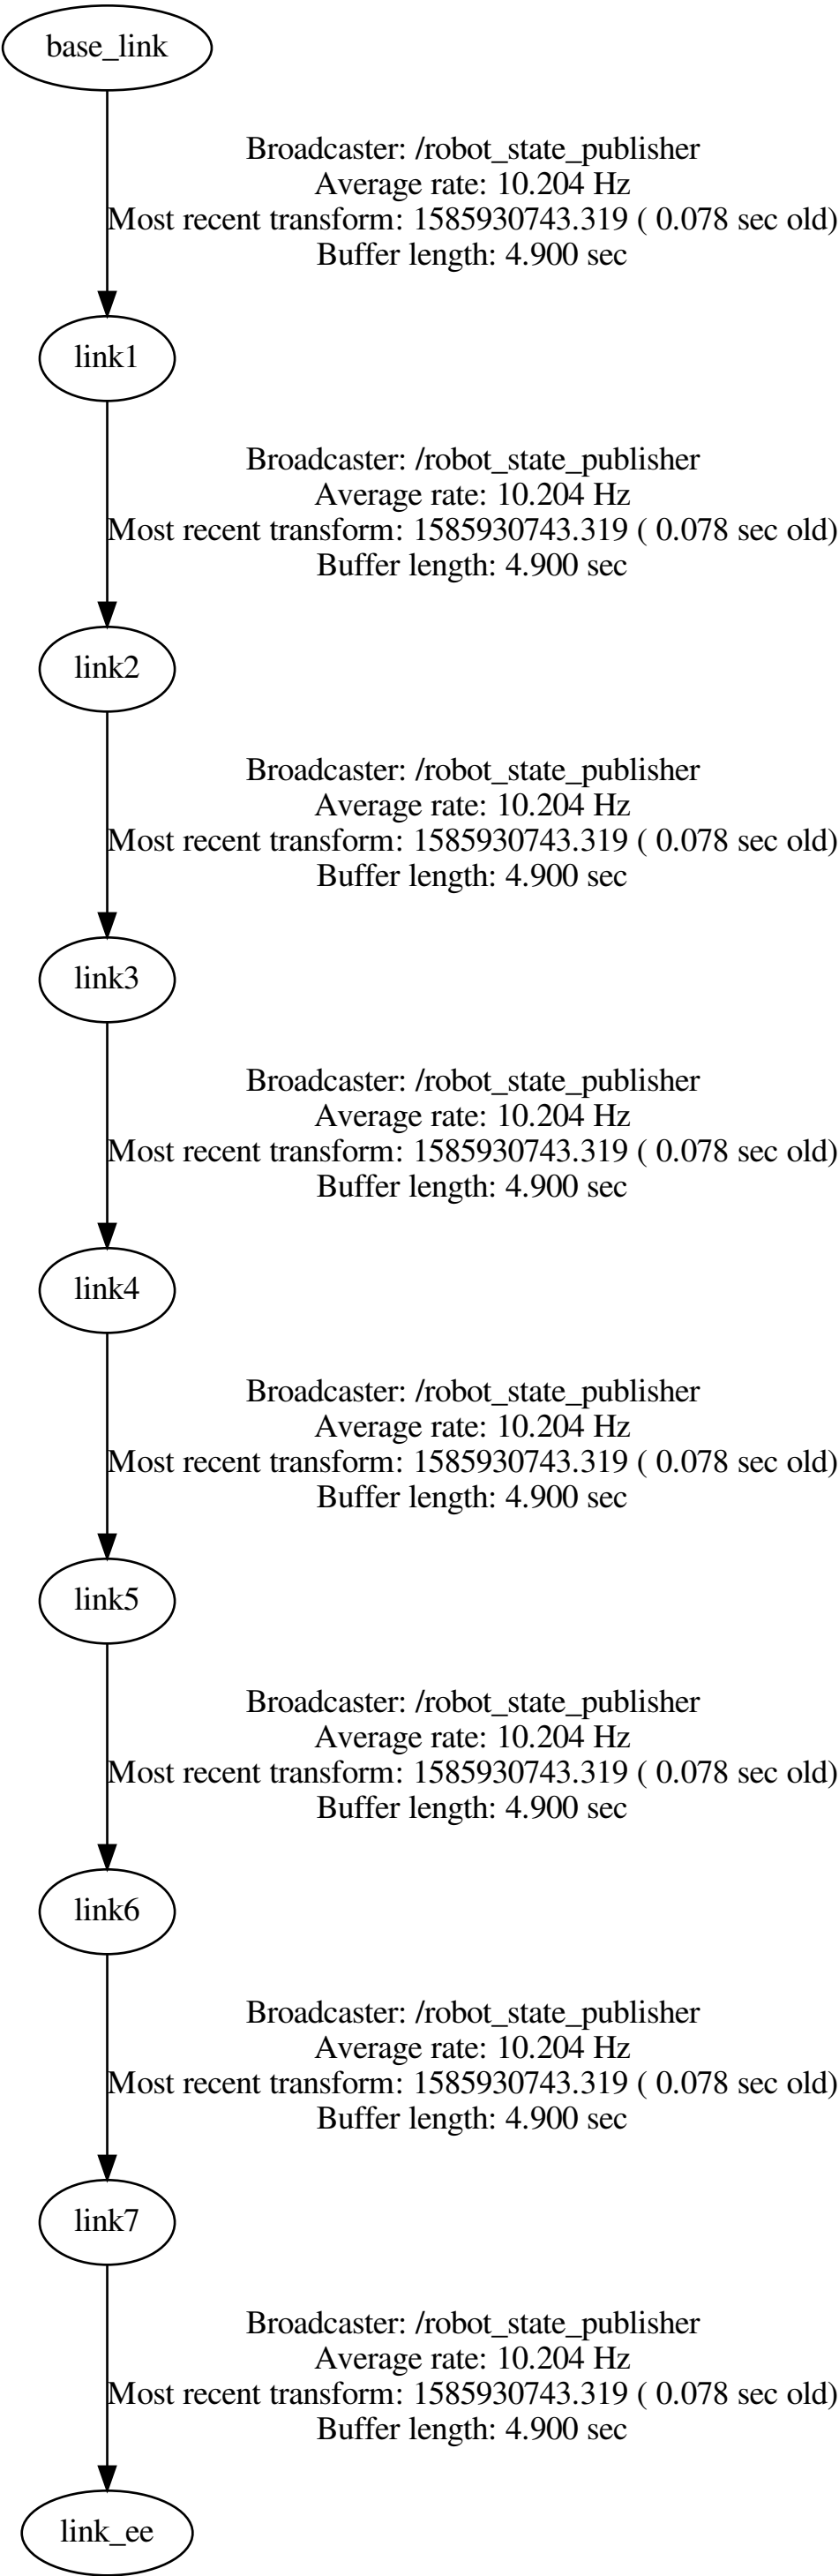 base_link
Broadcaster: /robot_state_publisher
Average rate: 10.204 Hz
Most recent transform: 1585930743.319 ( 0.078 sec old)
Buffer length: 4.900 sec
link1
Broadcaster: /robot_state_publisher
Average rate: 10.204 Hz
Most recent transform: 1585930743.319 ( 0.078 sec old)
Buffer length: 4.900 sec
link2
Broadcaster: /robot_state_publisher
Average rate: 10.204 Hz
Most recent transform: 1585930743.319 ( 0.078 sec old)
Buffer length: 4.900 sec
link3
Broadcaster: /robot_state_publisher
Average rate: 10.204 Hz
Most recent transform: 1585930743.319 ( 0.078 sec old)
Buffer length: 4.900 sec
link4
Broadcaster: /robot_state_publisher
Average rate: 10.204 Hz
Most recent transform: 1585930743.319 ( 0.078 sec old)
Buffer length: 4.900 sec
link5
Broadcaster: /robot_state_publisher
Average rate: 10.204 Hz
Most recent transform: 1585930743.319 ( 0.078 sec old)
Buffer length: 4.900 sec
link6
Broadcaster: /robot_state_publisher
Average rate: 10.204 Hz
Most recent transform: 1585930743.319 ( 0.078 sec old)
Buffer length: 4.900 sec
link7
Broadcaster: /robot_state_publisher
Average rate: 10.204 Hz
Most recent transform: 1585930743.319 ( 0.078 sec old)
Buffer length: 4.900 sec
link_ee